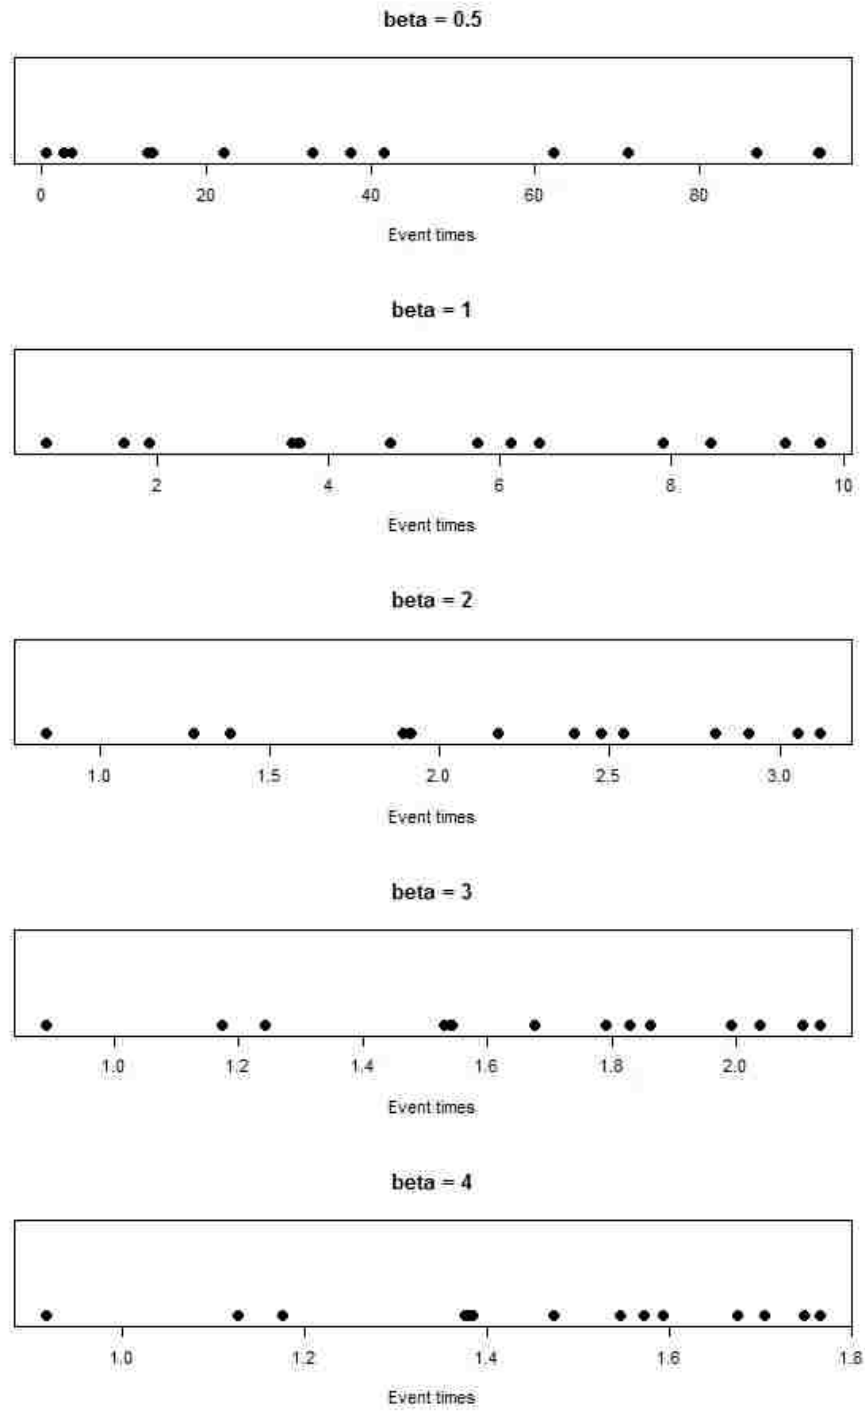 beta = 0.5
0 20 40 60 80
Event times
beta = 1
2 4 6 8 10
Event times
beta = 2
1.0 1.5 2.0 2.5 3.0
Event times
beta = 3
1.0 1.2 1.4 1.6 1.8 2.0
Event times
beta = 4
1.0 1.2 1.4 1.6 1.8
Event times